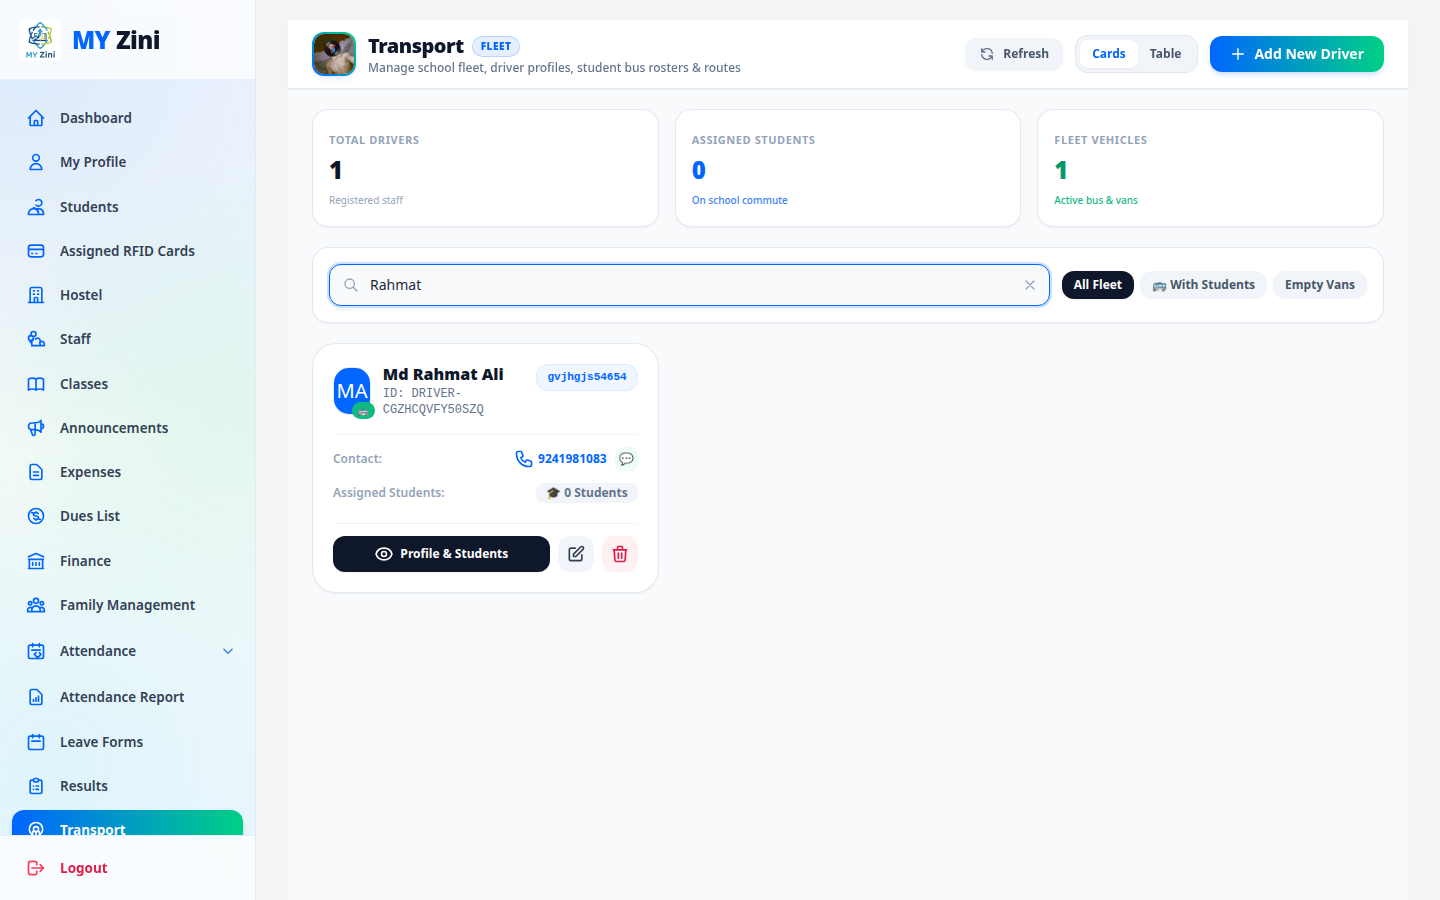 MY Zini
MY Zini
Dashboard
My Profile
Students
Assigned RFID Cards
Hostel
Staff
Classes
Announcements
Expenses
Dues List
Finance
Family Management
Attendance
Attendance Report
Leave Forms
Results
Transport
Logout
Transport FLEET
Manage school fleet, driver profiles, student bus rosters & routes
Refresh
Cards
Table
Add New Driver
TOTAL DRIVERS
1
Registered staff
ASSIGNED STUDENTS
0
On school commute
FLEET VEHICLES
1
Active bus & vans
Rahmat
All Fleet
With Students
Empty Vans
MA
Md Rahmat Ali
ID: DRIVER-
CGZHCQVFY50SZQ
gvjhgjs54654
Contact:
9241981083
Assigned Students:
0 Students
Profile & Students